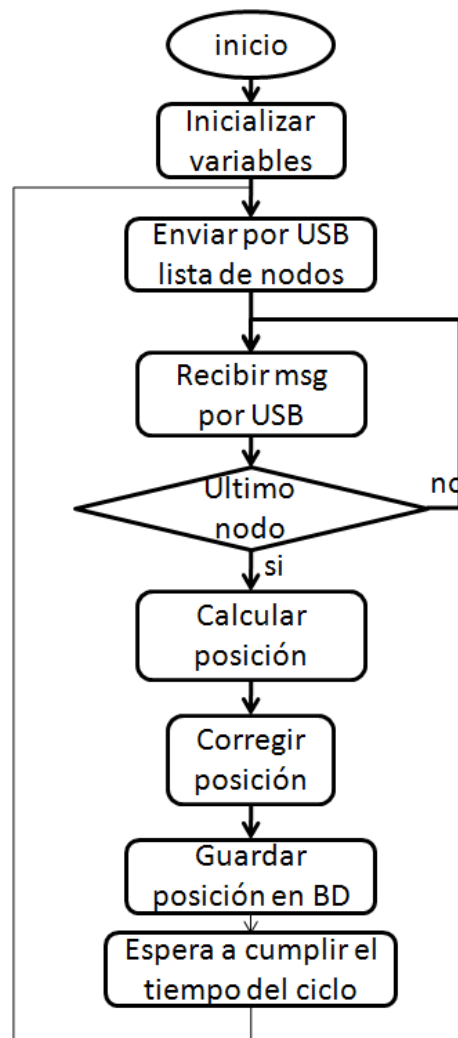 inicio
Inicializar
variables
Enviar por USB
lista de nodos
Recibir msg
por USB
Ultimo
nodo
no
si
Calcular
posición
Corregir
posición
Guardar
posición en BD
Espera a cumplir el
tiempo del ciclo